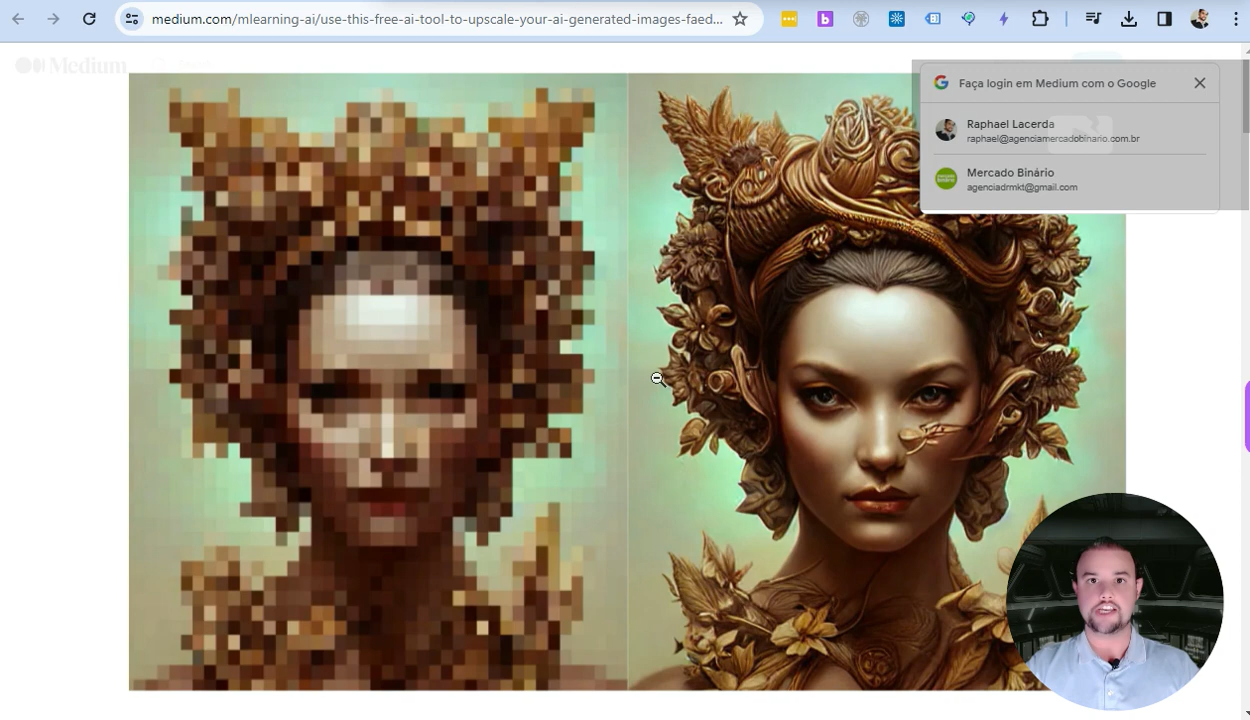 medium.com/mlearning-ai/use-this-free-ai-tool-to-upscale-your-ai-generated-images-faed...
Medium
Faça login em Medium com o Google
Raphael Lacerda
raphael@agenciamercadobinario.com.br
Mercado Binário
agenciadrmkt@gmail.com